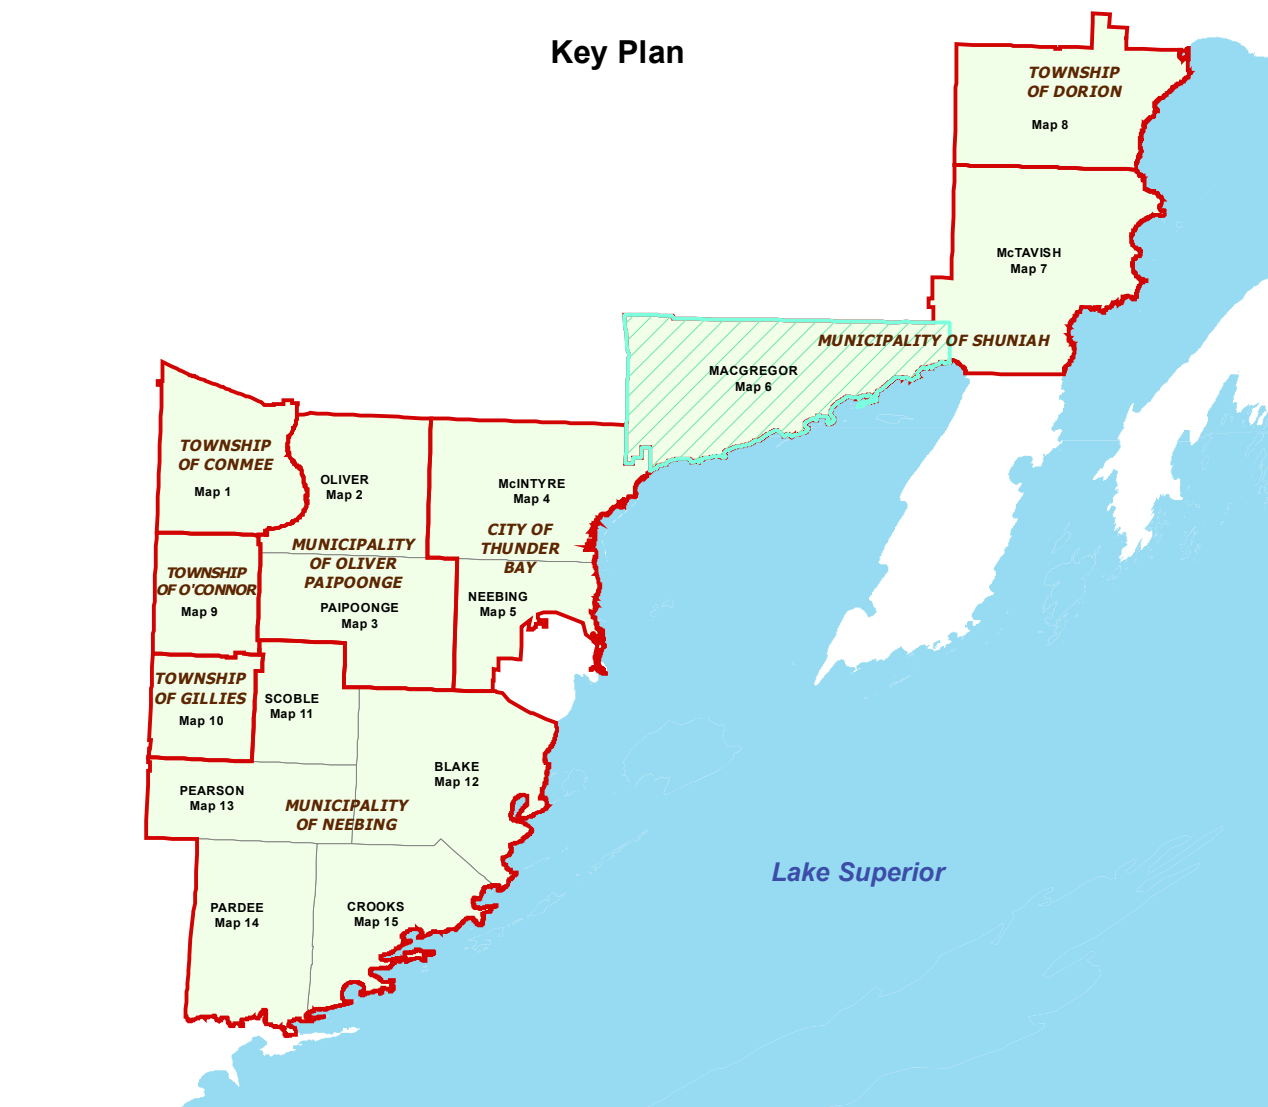 Key Plan
TOWNSHIP
OF DORION
Map 8
McTAVISH
Map 7
MUNICIPALITY OF SHUNIAH
MACGREGOR
Map 6
TOWNSHIP
OF CONMEE
Map 1
OLIVER
Map 2
McINTYRE
Map 4
CITY OF
THUNDER
BAY
MUNICIPALITY
OF OLIVER
PAIPOONGE
TOWNSHIP
OF O'CONNOR
Map 9
PAIPOONGE
Map 3
NEEBING
Map 5
TOWNSHIP
OF GILLIES
Map 10
SCOBLE
Map 11
BLAKE
Map 12
PEARSON
Map 13
MUNICIPALITY
OF NEEBING
Lake Superior
PARDEE
Map 14
CROOKS
Map 15